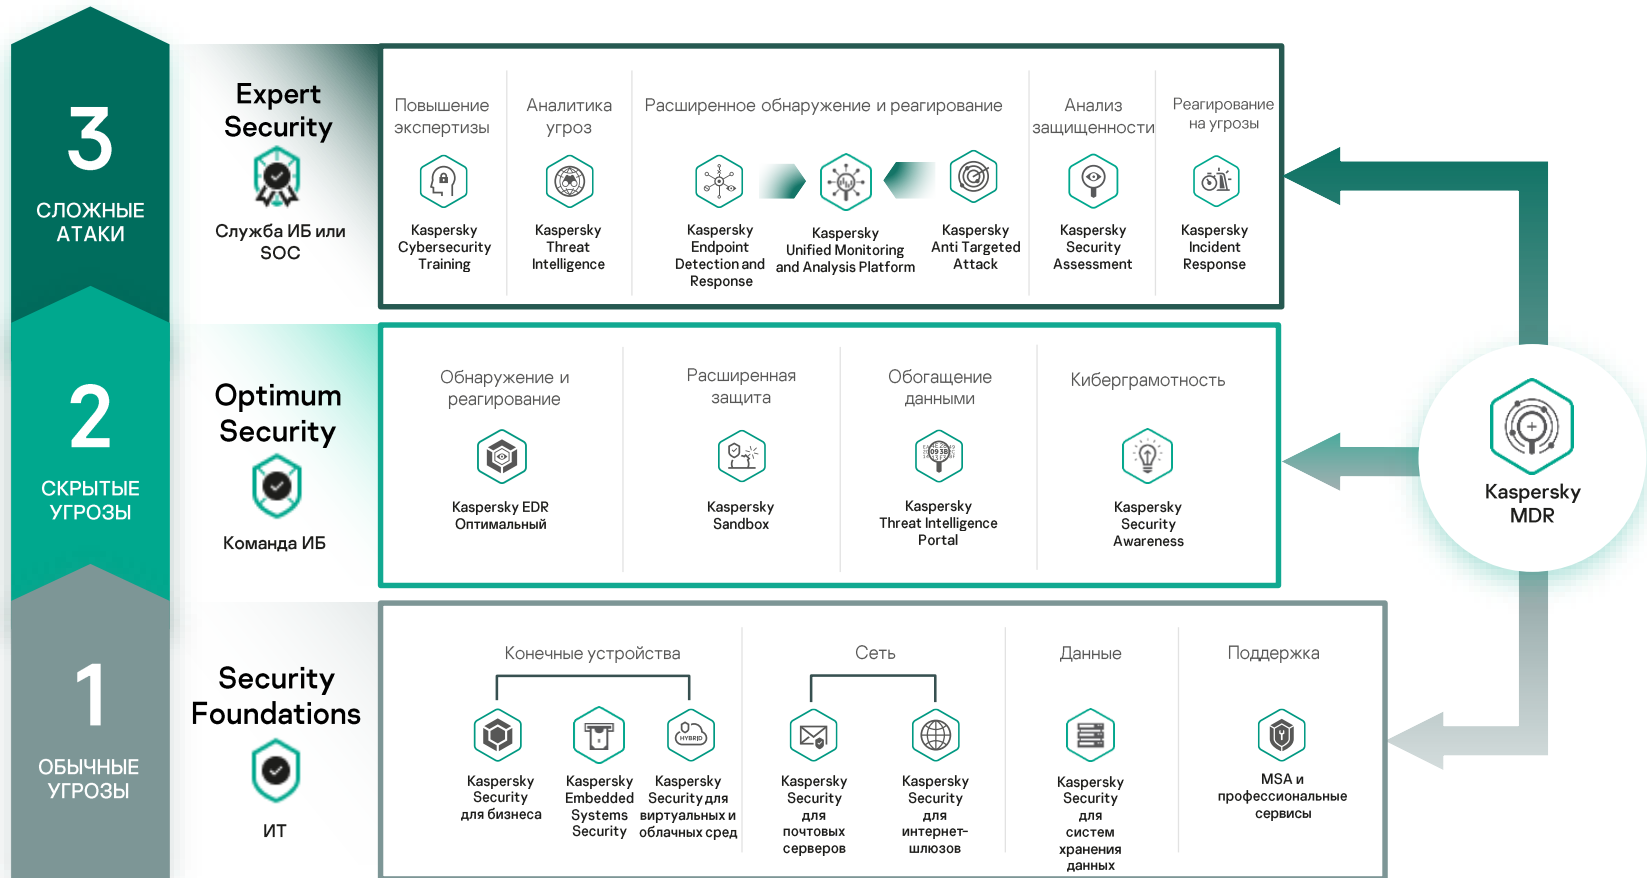 3
СЛОЖНЫЕ
АТАКИ
Expert
Security
Служба ИБ или
SOC
Повышение
экспертизы
Kaspersky
Cybersecurity
Training
Аналитика
угроз
Kaspersky
Threat
Intelligence
Расширенное обнаружение и реагирование
Kaspersky
Endpoint
Detection and
Response
Kaspersky
Unified Monitoring
and Analysis Platform
Kaspersky
Anti Targeted
Attack
Анализ
защищенности
Kaspersky
Security
Assessment
Реагирование
на угрозы
Kaspersky
Incident
Response
2
СКРЫТЫЕ
УГРОЗЫ
Optimum
Security
Команда ИБ
Обнаружение и
реагирование
Kaspersky EDR
Оптимальный
Расширенная
защита
Kaspersky
Sandbox
Обогащение
данными
Kaspersky
Threat Intelligence
Portal
Киберграмотность
Kaspersky
Security
Awareness
Kaspersky
MDR
1
ОБЫЧНЫЕ
УГРОЗЫ
Security
Foundations
ИТ
Конечные устройства
Kaspersky
Security
для бизнеса
Kaspersky
Embedded
Systems
Security
HYBRID
Kaspersky
Security для
виртуальных и
облачных сред
Сеть
Kaspersky
Security
для
почтовых
серверов
Kaspersky
Security
для
интернет-
шлюзов
Данные
Kaspersky
Security
для
систем
хранения
данных
Поддержка
MSA и
профессиональные
сервисы